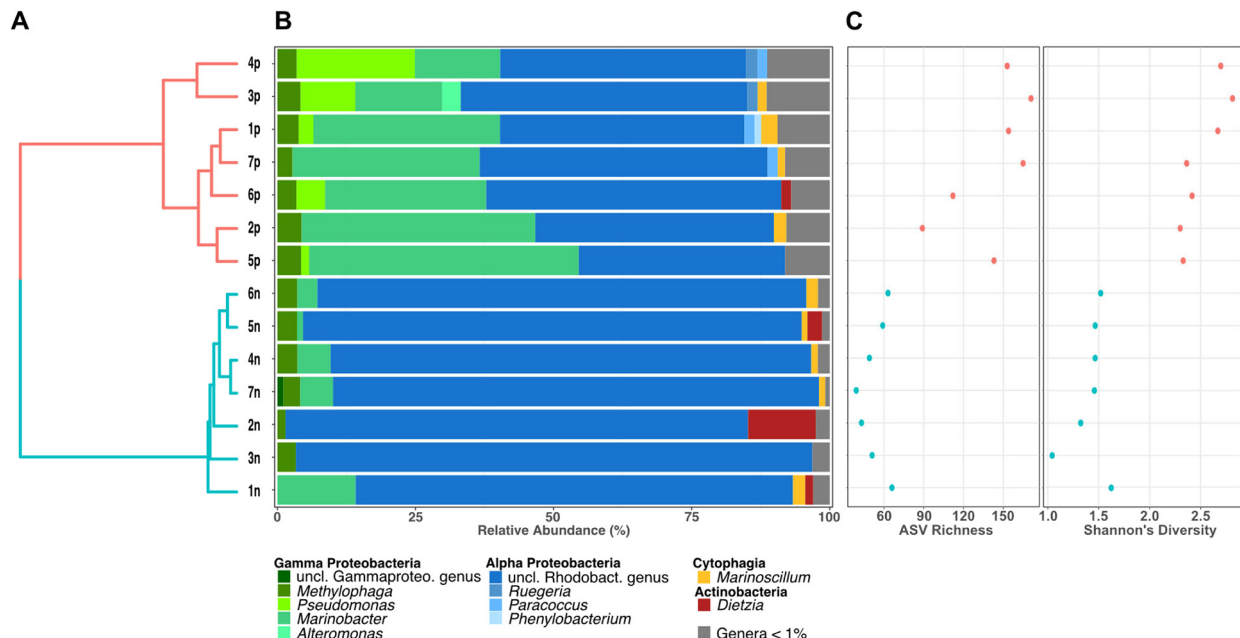 A
B
C
4p
3p
1p
7p
6p
2p
5p
6n
5n
4n
7n
2n
3n
1n
0 25 50 75 100
Relative Abundance (%)
60 90 120 150
ASV Richness
1.0 1.5 2.0 2.5
Shannon's Diversity
Gamma Proteobacteria
uncl. Gammaproteo. genus
Methylophaga
Pseudomonas
Marinobacter
Alteromonas
Alpha Proteobacteria
uncl. Rhodobact. genus
Ruegeria
Paracoccus
Phenylobacterium
Cytophagia
Marinoscillum
Actinobacteria
Dietzia
Genera < 1%